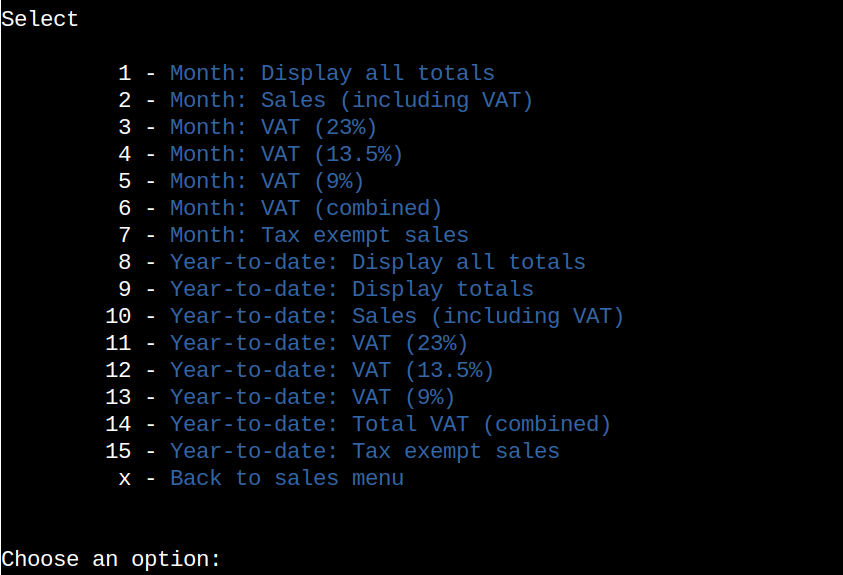 Select
1 - Month: Display all totals
2 - Month: Sales (including VAT)
3 - Month: VAT (23%)
4 - Month: VAT (13.5%)
5 - Month: VAT (9%)
6 - Month: VAT (combined)
7 - Month: Tax exempt sales
8 - Year-to-date: Display all totals
9 - Year-to-date: Display totals
10 - Year-to-date: Sales (including VAT)
11 - Year-to-date: VAT (23%)
12 - Year-to-date: VAT (13.5%)
13 - Year-to-date: VAT (9%)
14 - Year-to-date: Total VAT (combined)
15 - Year-to-date: Tax exempt sales
x - Back to sales menu
Choose an option: